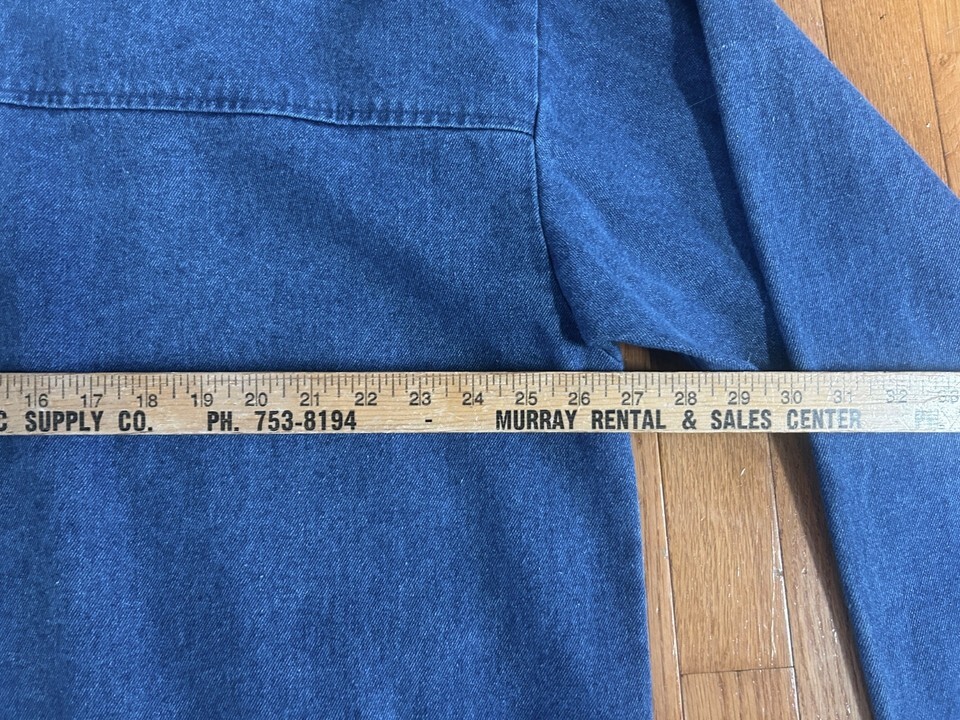 16 17 18 19 20 21 22 23 24 25 26 27 28 29 30 31 32 33
C SUPPLY CO. PH. 753-8194 - MURRAY RENTAL & SALES CENTER